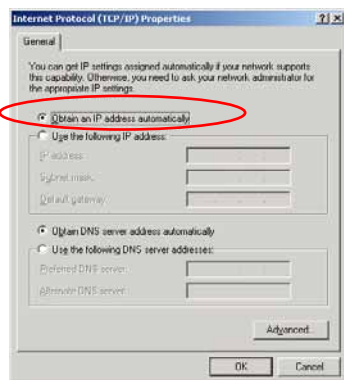 Internet Protocol (TCP/IP) Properties
General
You can get IP settings assigned automatically if your network supports
this capability. Otherwise, you need to ask your network administrator for
the appropriate IP settings.
Obtain an IP address automatically
Use the following IP address:
IP address:
Subnet mask:
Default gateway:
Obtain DNS server address automatically
Use the following DNS server addresses:
Preferred DNS server:
Alternate DNS server:
Advanced...
OK
Cancel